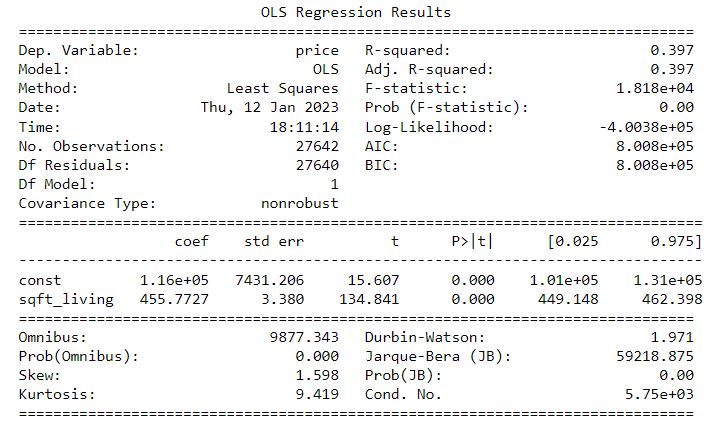 OLS Regression Results
==============================================================================
Dep. Variable:                  price   R-squared:                       0.397
Model:                            OLS   Adj. R-squared:                  0.397
Method:                 Least Squares   F-statistic:                 1.818e+04
Date:                Thu, 12 Jan 2023   Prob (F-statistic):               0.00
Time:                        18:11:14   Log-Likelihood:            -4.0038e+05
No. Observations:               27642   AIC:                         8.008e+05
Df Residuals:                   27640   BIC:                         8.008e+05
Df Model:                           1
Covariance Type:            nonrobust
===============================================================================
                  coef    std err          t      P>|t|      [0.025      0.975]
-------------------------------------------------------------------------------
const         1.16e+05   7431.206     15.607      0.000    1.01e+05    1.31e+05
sqft_living   455.7727      3.380    134.841      0.000     449.148     462.398
==============================================================================
Omnibus:                     9877.343   Durbin-Watson:                   1.971
Prob(Omnibus):                  0.000   Jarque-Bera (JB):            59218.875
Skew:                           1.598   Prob(JB):                         0.00
Kurtosis:                       9.419   Cond. No.                     5.75e+03
==============================================================================